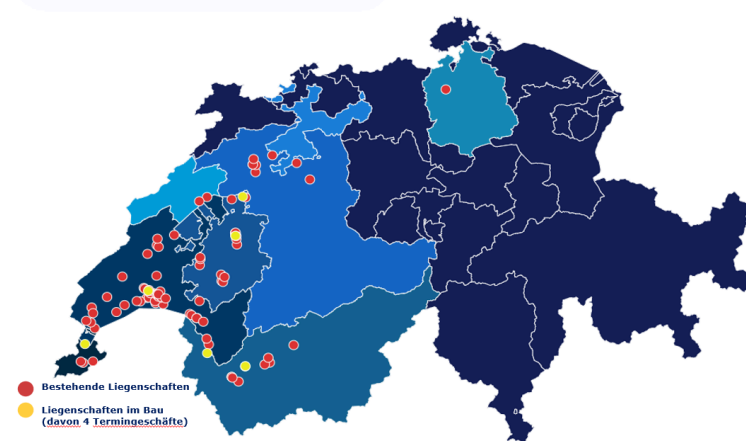 Bestehende Liegenschaften
Liegenschaften im Bau
(davon 4 Termingeschäfte)